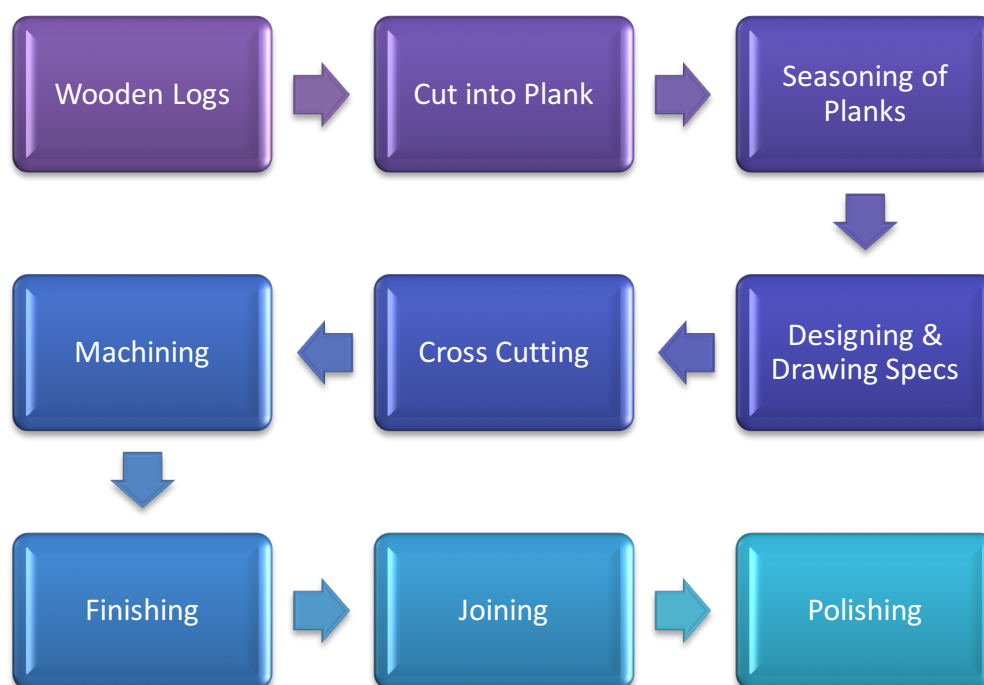 Wooden Logs
Cut into Plank
Seasoning of
Planks
Designing &
Drawing Specs
Cross Cutting
Machining
Finishing
Joining
Polishing